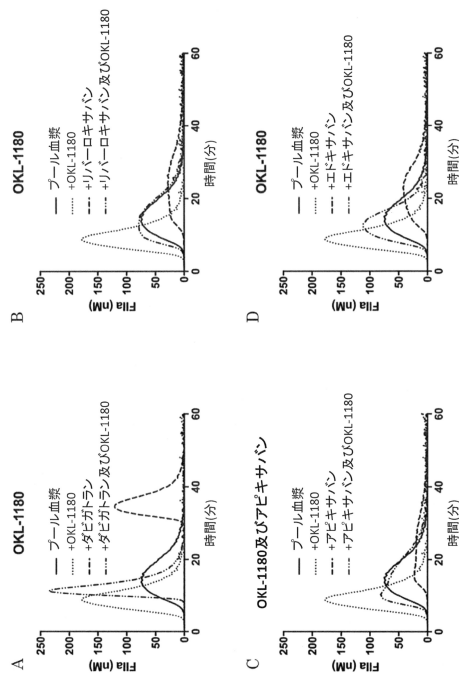 A
OKL-1180
プール血漿
+OKL-1180
+ダビガトラン
+ダビガトラン及びOKL-1180
FIIa (nM)
250
200
150
100
50
0
0
20
40
60
時間(分)
B
OKL-1180
プール血漿
+OKL-1180
+リバーロキサバン
+リバーロキサバン及びOKL-1180
FIIa (nM)
250
200
150
100
50
0
0
20
40
60
時間(分)
C
OKL-1180及びアピキサバン
プール血漿
+OKL-1180
+アピキサバン
+アピキサバン及びOKL-1180
FIIa (nM)
250
200
150
100
50
0
0
20
40
60
時間(分)
D
OKL-1180
プール血漿
+OKL-1180
+エドキサバン
+エドキサバン及びOKL-1180
FIIa (nM)
250
200
150
100
50
0
0
20
40
60
時間(分)